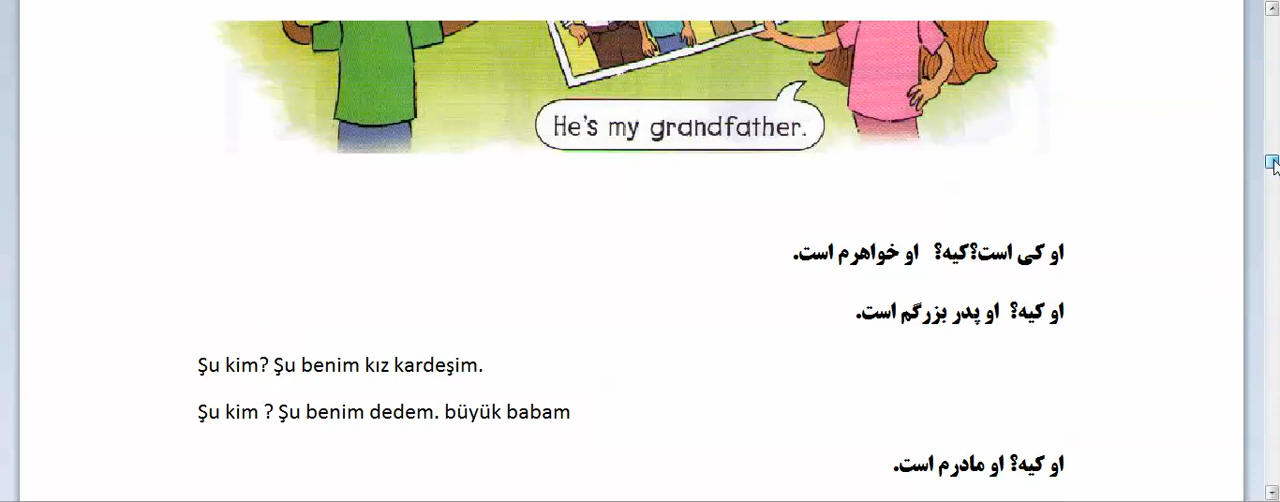 He's my grandfather.
او کی است؟کیه؟ او خواهرم است.
او کیه؟ او پدر بزرگم است.
Şu kim? Şu benim kız kardeşim.
Şu kim ? Şu benim dedem. büyük babam
او کیه؟ او مادرم است.